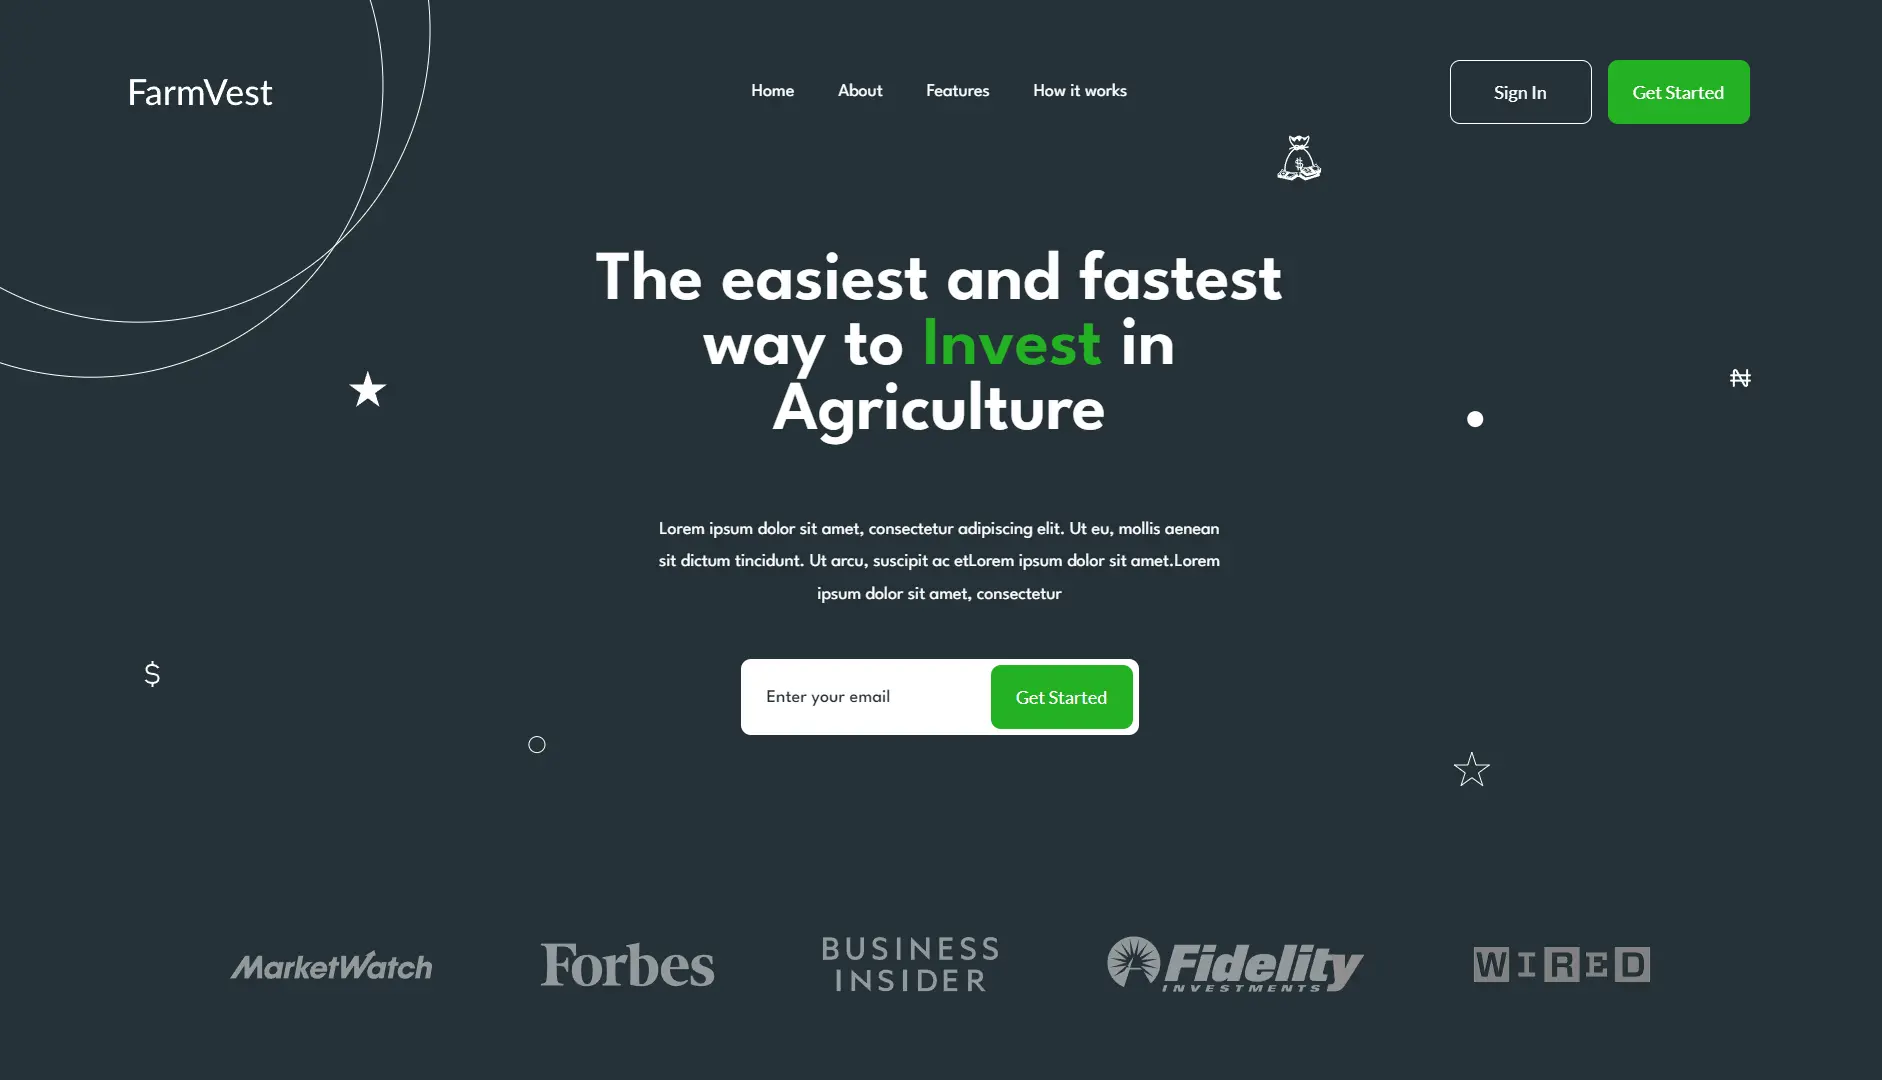 FarmVest
Home
About
Features
How it works
Sign In
Get Started
$
The easiest and fastest
way to Invest in
Agriculture
₦
Lorem ipsum dolor sit amet, consectetur adipiscing elit. Ut eu, mollis aenean
sit dictum tincidunt. Ut arcu, suscipit ac etLorem ipsum dolor sit amet.Lorem
ipsum dolor sit amet, consectetur
$
Enter your email
Get Started
MarketWatch
Forbes
BUSINESS
INSIDER
Fidelity
INVESTMENTS
WIRED